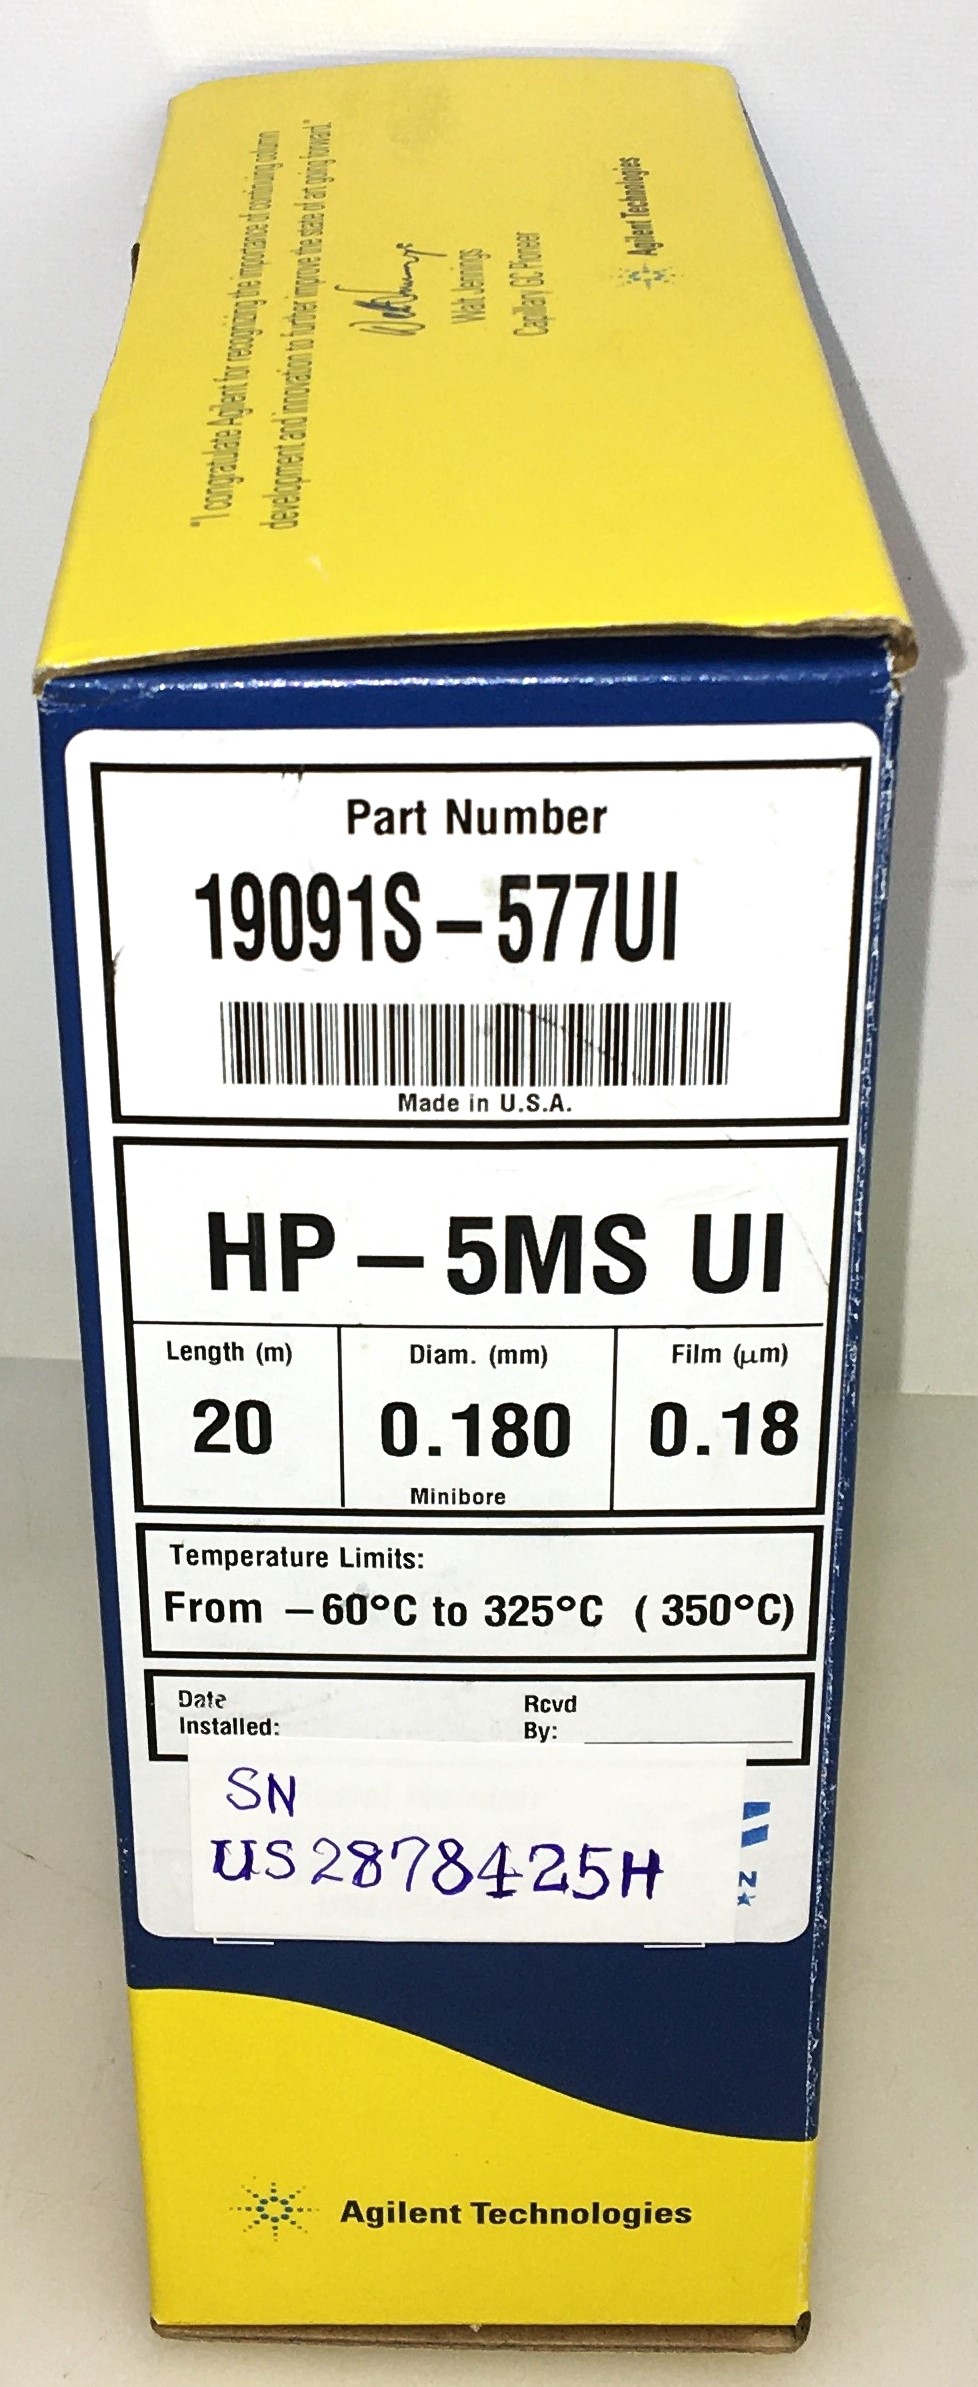 "I congratulate Agilent for recognizing the importance of continuing column
development and innovation to further improve the state of art going forward."
Walt Jennings
Walt Jennings
Capillary GC Pioneer
Agilent Technologies
Part Number
19091S-577UI
Made in U.S.A.
HP-5MS UI
Length (m) Diam. (mm) Film (μm)
20 0.180 0.18
Minibore
Temperature Limits:
From -60°C to 325°C (350°C)
Date Rcvd
Installed: By:
SN
US2878425H
Agilent Technologies